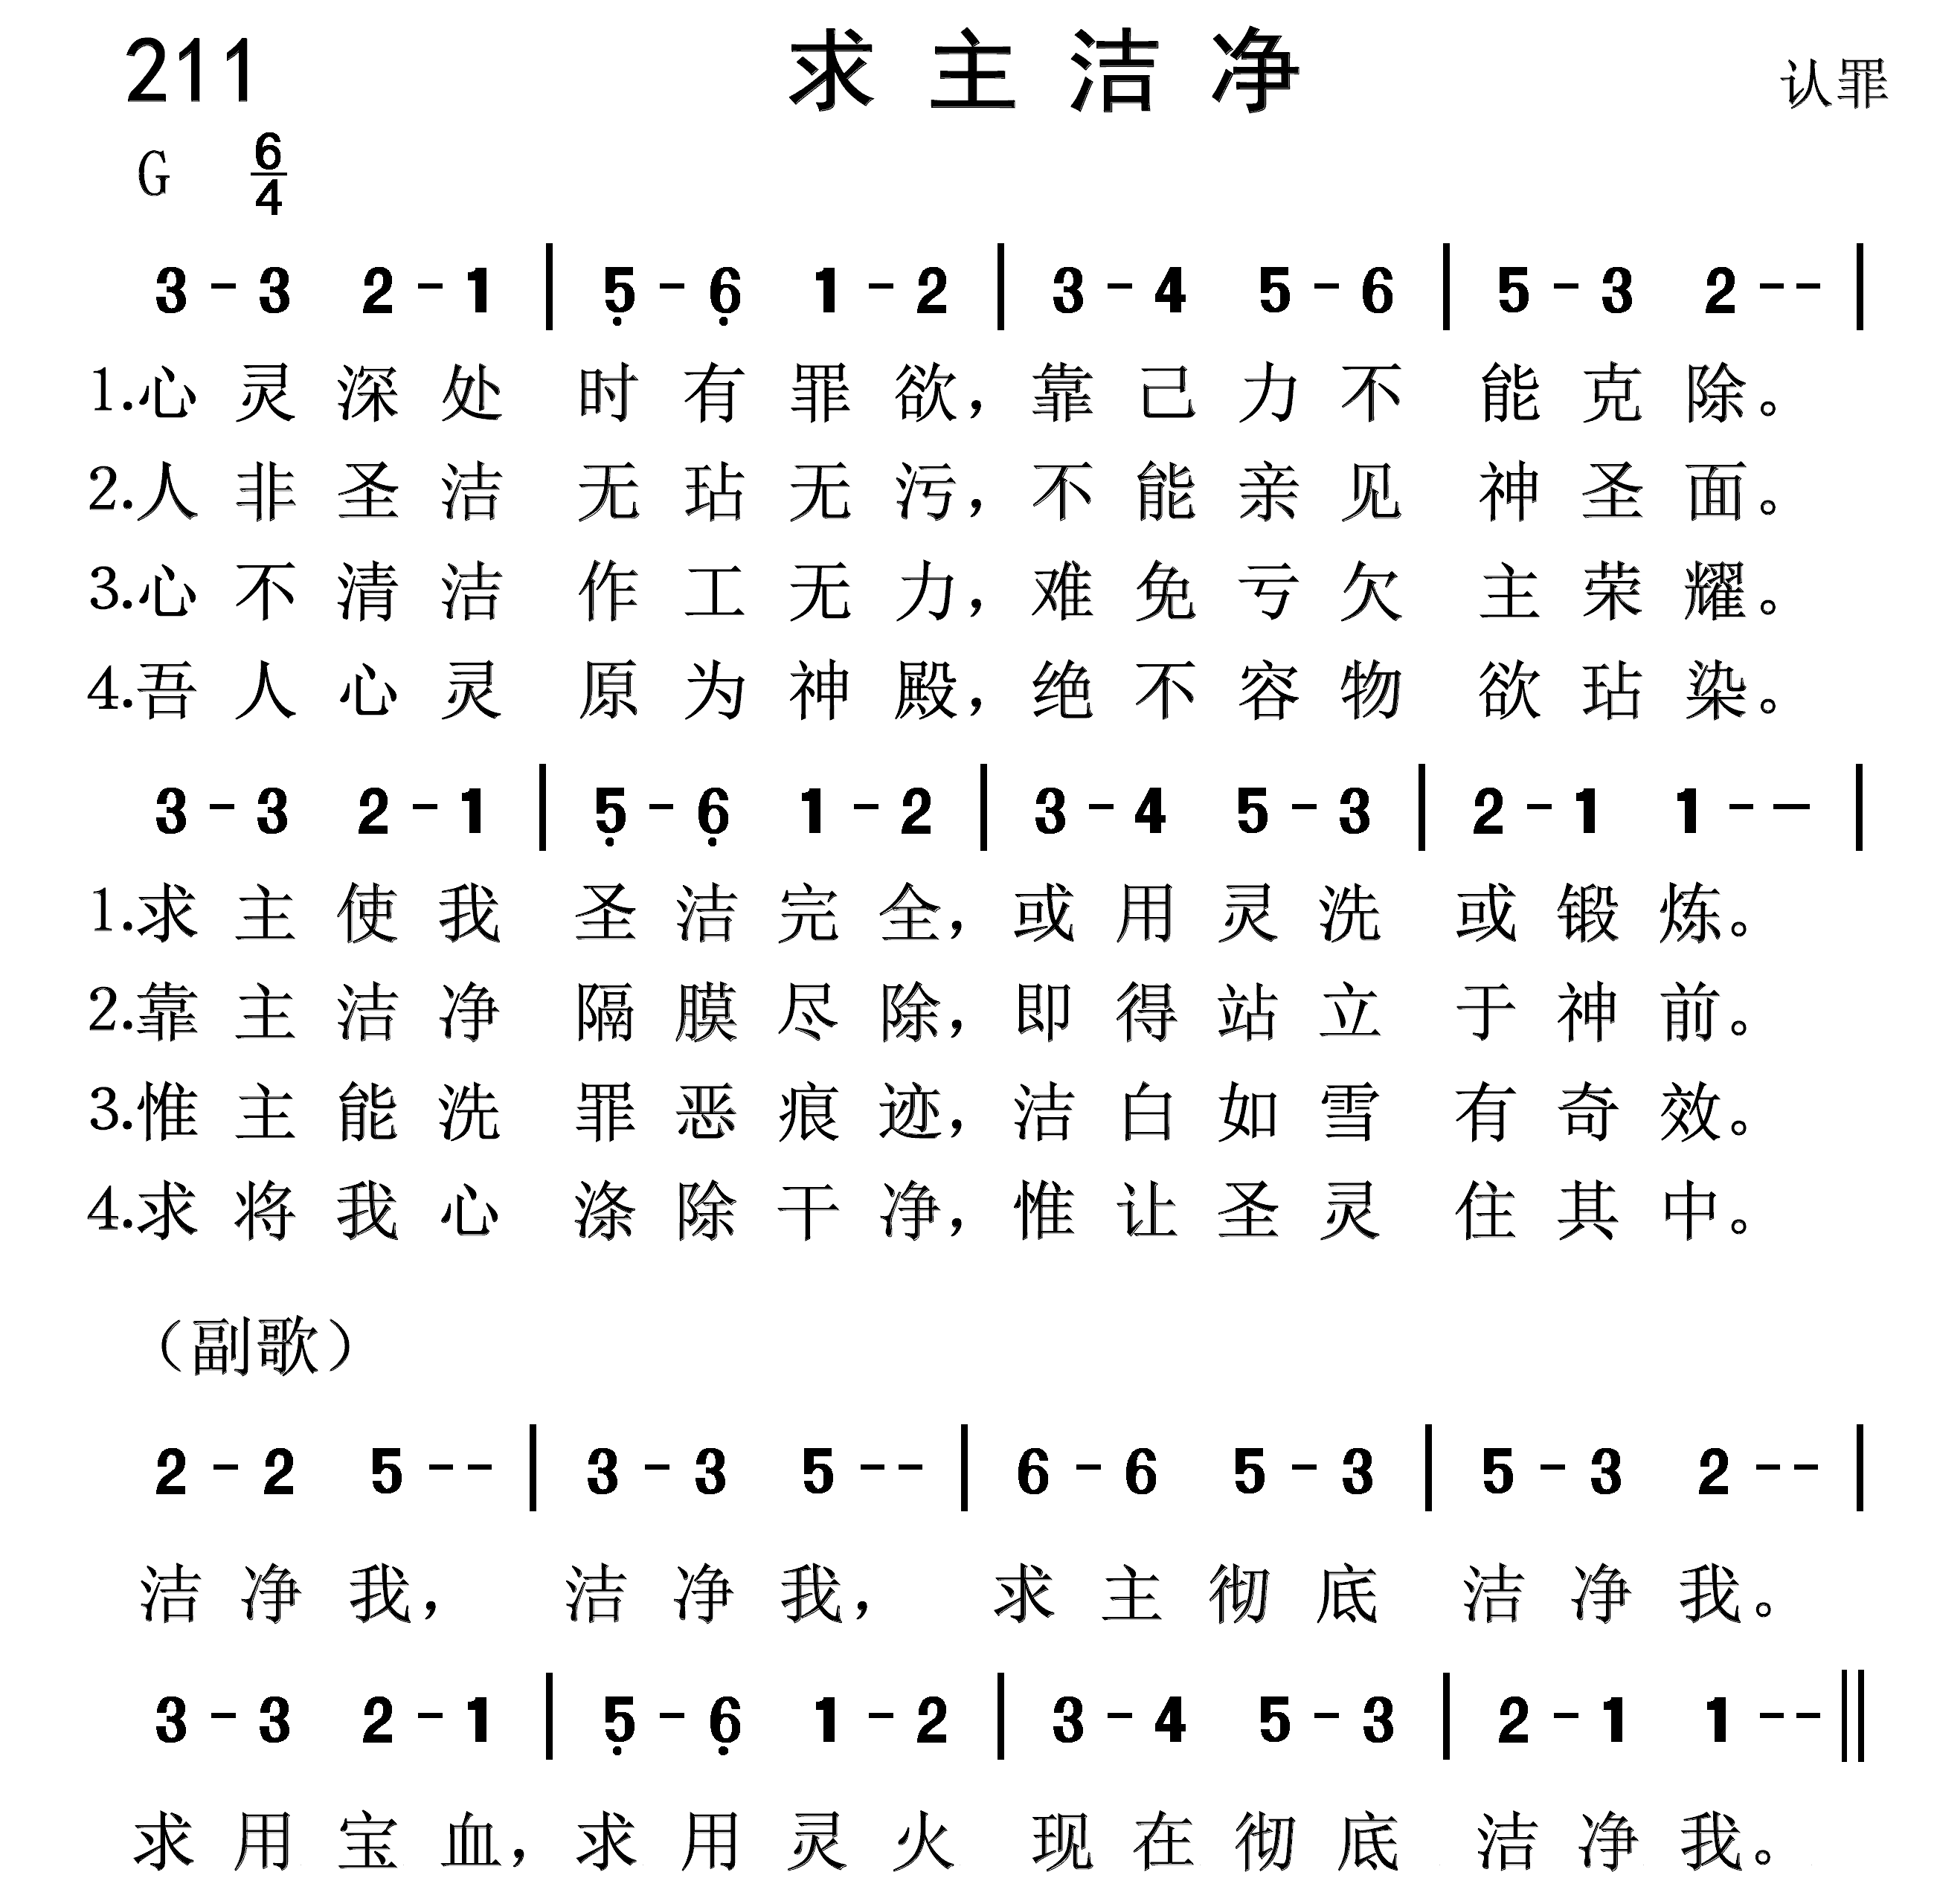 211 求主洁净 认罪
G 6/4
3 - 3 2 - 1 | 5̣ - 6̣ 1 - 2 | 3 - 4 5 - 6 | 5 - 3 2 - - |
1.心灵深处时有罪欲，靠己力不能克除。
2.人非圣洁无玷无污，不能亲见神圣面。
3.心不清洁作工无力，难免亏欠主荣耀。
4.吾人心灵原为神殿，绝不容物欲玷染。
3 - 3 2 - 1 | 5̣ - 6̣ 1 - 2 | 3 - 4 5 - 3 | 2 - 1 1 - - |
1.求主使我圣洁完全，或用灵洗或锻炼。
2.靠主洁净隔膜尽除，即得站立于神前。
3.惟主能洗罪恶痕迹，洁白如雪有奇效。
4.求将我心涤除干净，惟让圣灵住其中。
（副歌）
2 - 2 5 - - | 3 - 3 5 - - | 6 - 6 5 - 3 | 5 - 3 2 - - |
洁净我，洁净我，求主彻底洁净我。
3 - 3 2 - 1 | 5̣ - 6̣ 1 - 2 | 3 - 4 5 - 3 | 2 - 1 1 - - ||
求用宝血，求用灵火现在彻底洁净我。